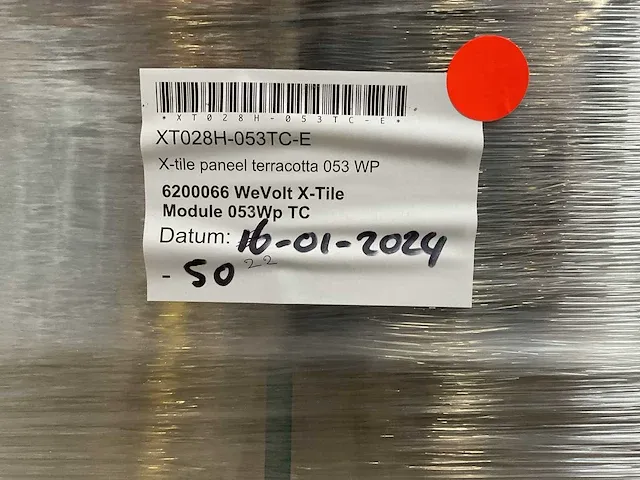 *XT028H-053TC-E*
XT028H-053TC-E
X-tile paneel terracotta 053 WP
6200066 WeVolt X-Tile
Module 053Wp TC
Datum: 16-01-2024
- 50 22